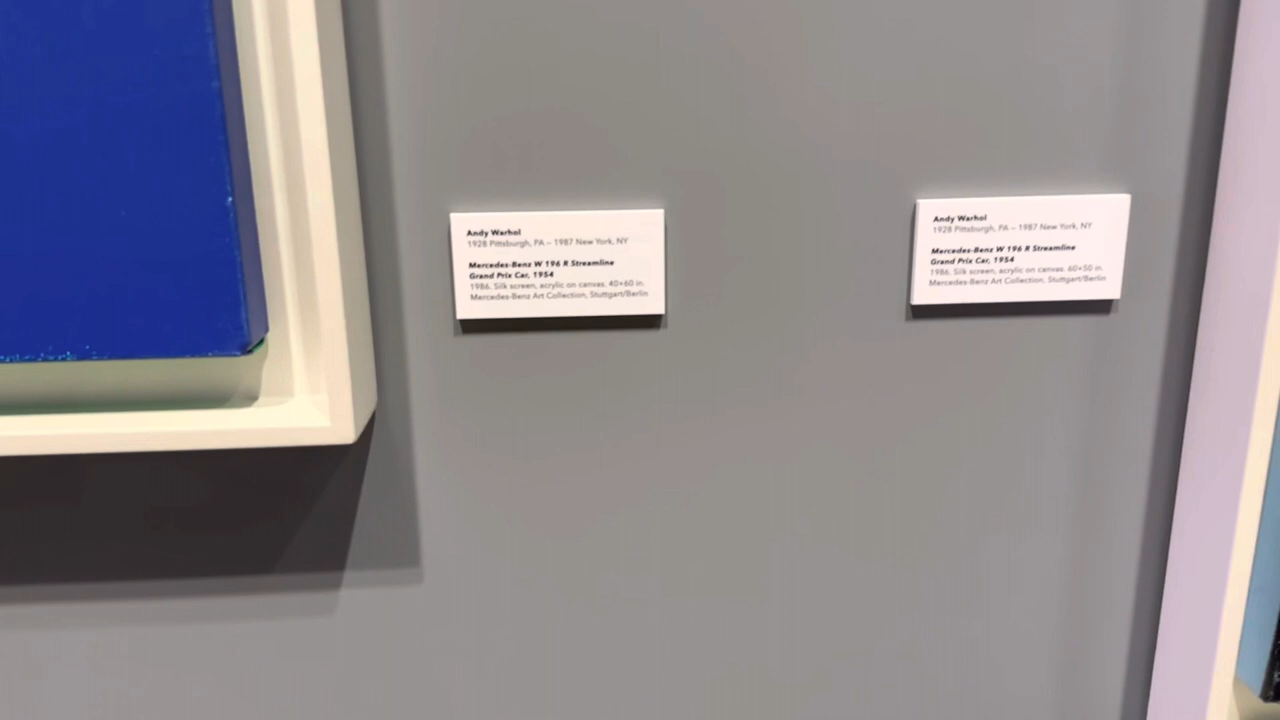 Andy Warhol
1928 Pittsburgh, PA – 1987 New York, NY
Mercedes-Benz W 196 R Streamline
Grand Prix Car, 1954
1986. Silk screen, acrylic on canvas. 40×60 in.
Mercedes-Benz Art Collection, Stuttgart/Berlin
Andy Warhol
1928 Pittsburgh, PA – 1987 New York, NY
Mercedes-Benz W 196 R Streamline
Grand Prix Car, 1954
1986. Silk screen, acrylic on canvas. 60×50 in.
Mercedes-Benz Art Collection, Stuttgart/Berlin